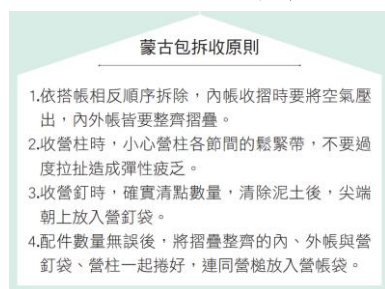 蒙古包拆收原則
1.依搭帳相反順序拆除，內帳收摺時要將空氣壓
出，內外帳皆要整齊摺疊。
2.收營柱時，小心營柱各節間的鬆緊帶，不要過
度拉扯造成彈性疲乏。
3.收營釘時，確實清點數量，清除泥土後，尖端
朝上放入營釘袋。
4.配件數量無誤後，將摺疊整齊的內、外帳與營
釘袋、營柱一起捲好，連同營槌放入營帳袋。